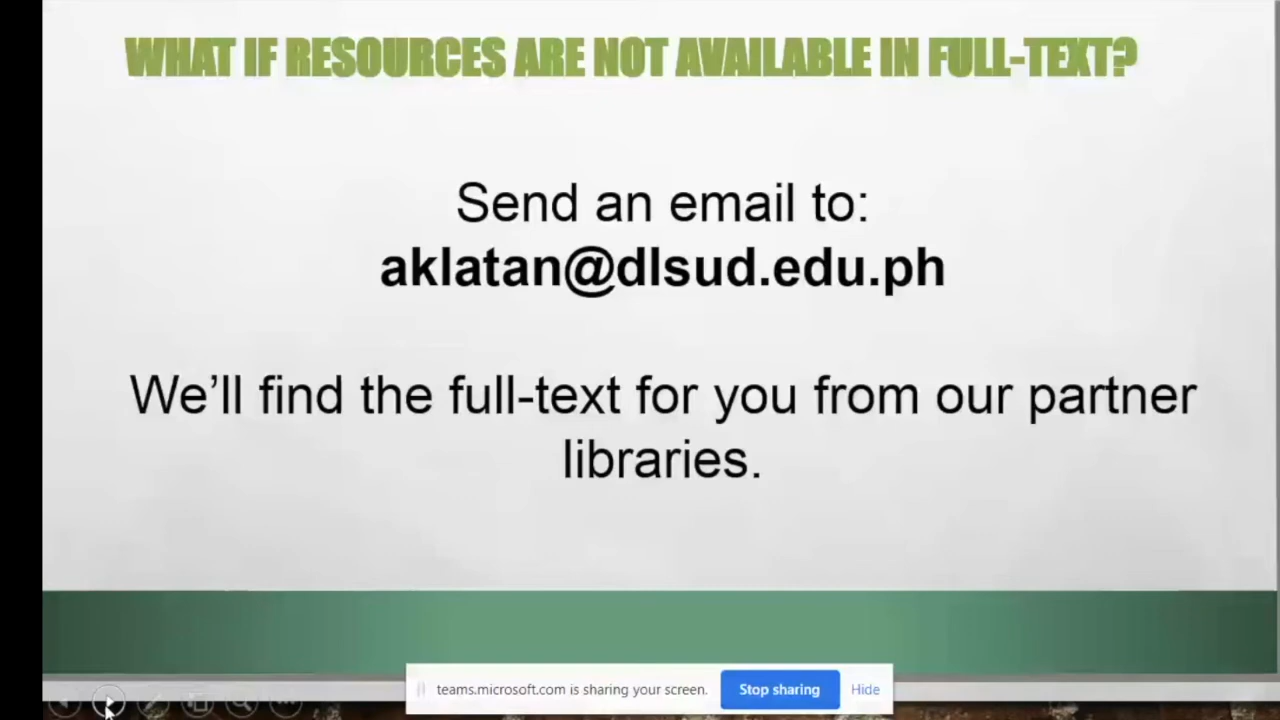 WHAT IF RESOURCES ARE NOT AVAILABLE IN FULL-TEXT?
Send an email to:
aklatan@dlsud.edu.ph
We’ll find the full-text for you from our partner
libraries.
teams.microsoft.com is sharing your screen. Stop sharing Hide